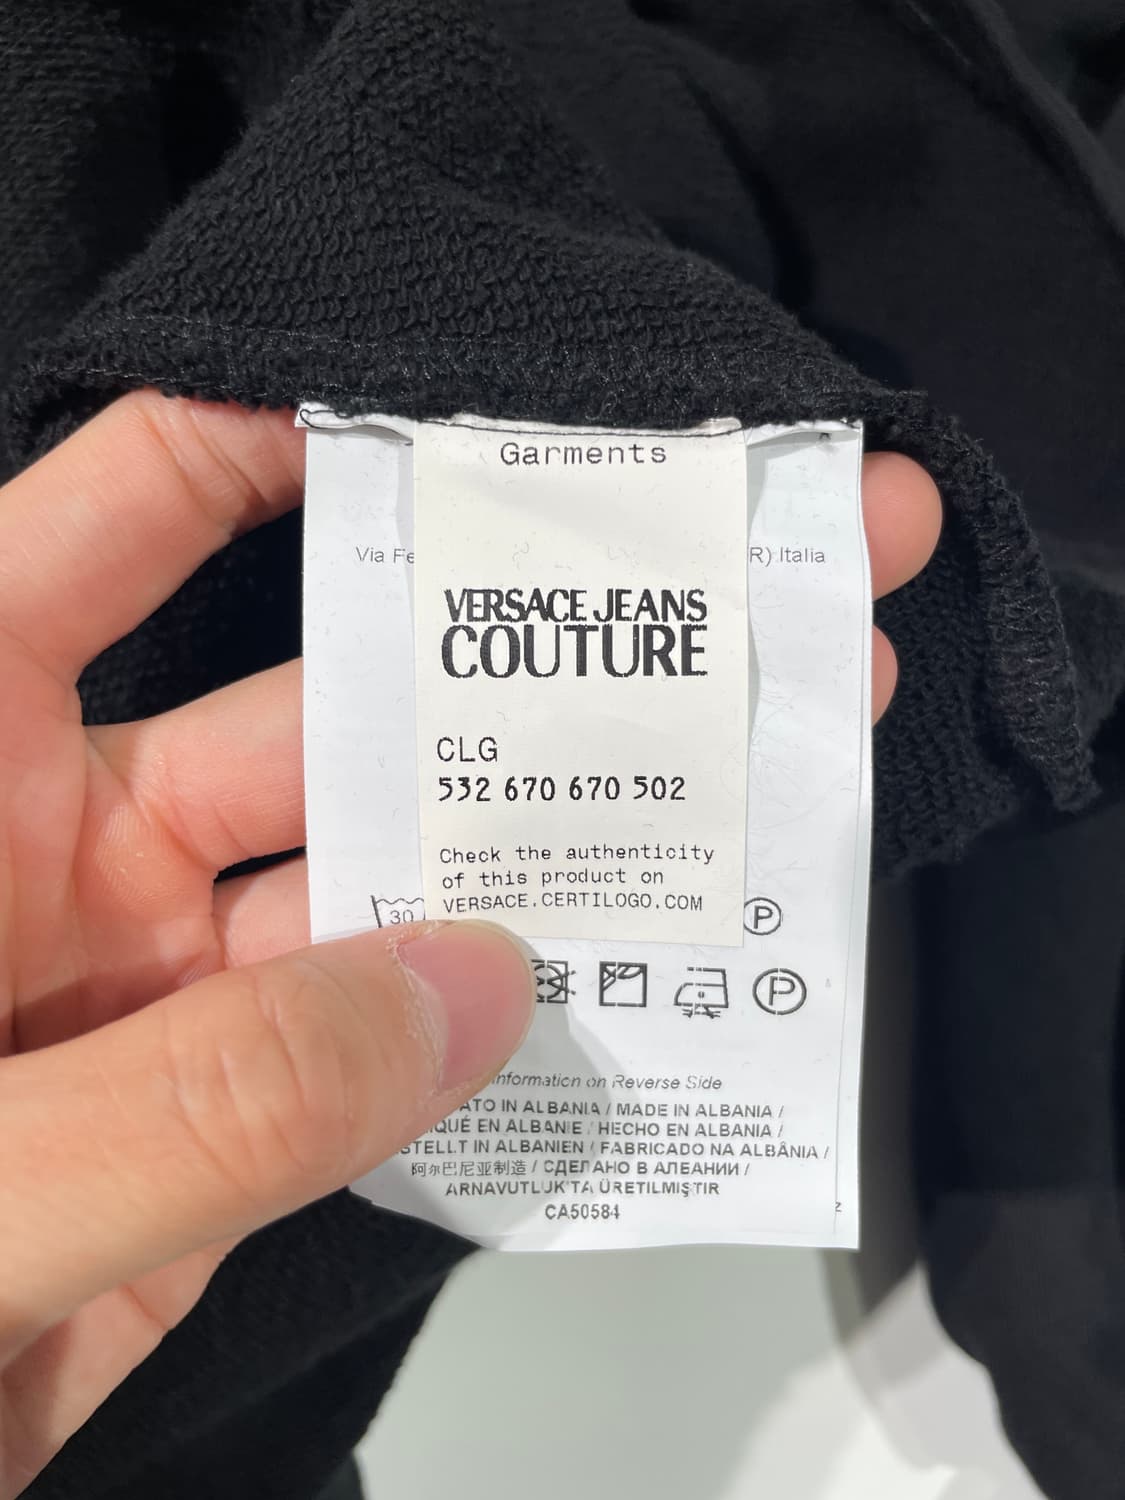 Garments
Via Fe
R) Italia
VERSACE JEANS
COUTURE
CLG
532 670 670 502
Check the authenticity
of this product on
VERSACE.CERTILOGO.COM
30
P
P
nformation on Reverse Side
ATO IN ALBANIA / MADE IN ALBANIA /
QUÉ EN ALBANIE / HECHO EN ALBANIA /
STELLT IN ALBANIEN / FABRICADO NA ALBÂNIA /
阿尔巴尼亚制造 / СДЕЛАНО В АЛБАНИИ /
ARNAVUTLUK'TA ÜRETILMIŞTIR
CA50584
z